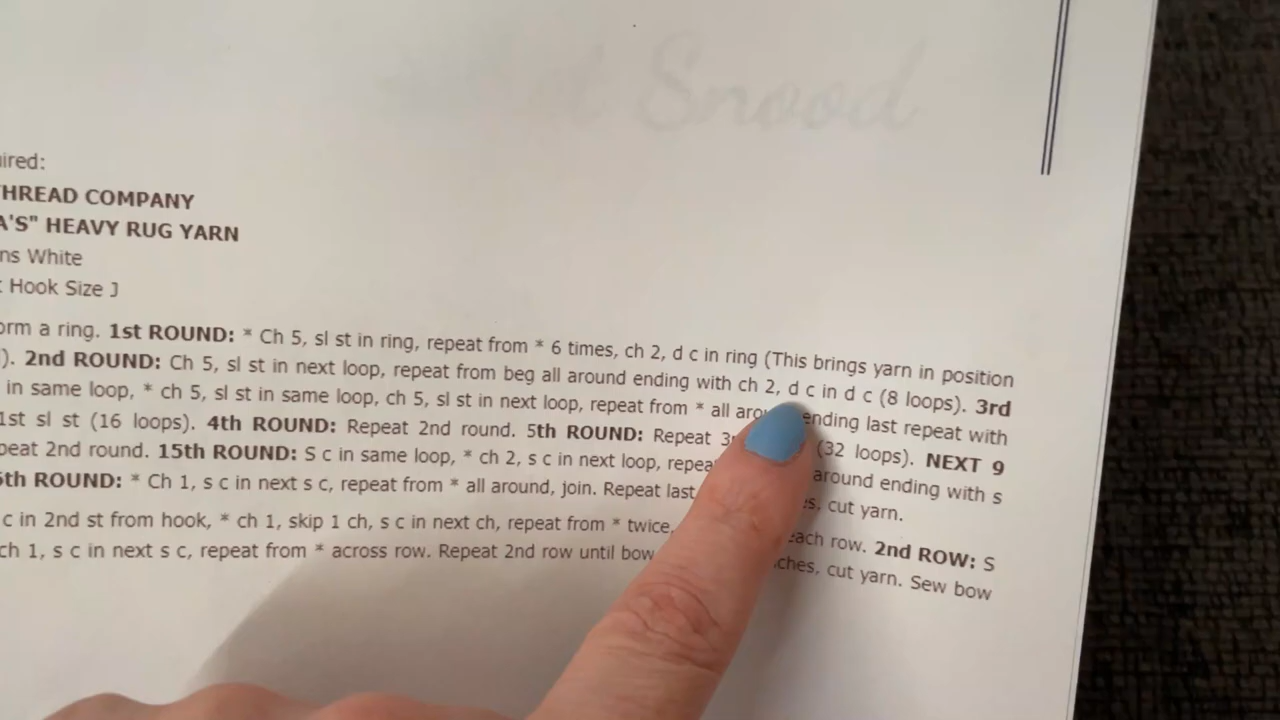 Snood
ired:
HREAD COMPANY
A'S" HEAVY RUG YARN
ns White
Hook Size J
orm a ring. 1st ROUND: * Ch 5, sl st in ring, repeat from * 6 times, ch 2, d c in ring (This brings yarn in position
). 2nd ROUND: Ch 5, sl st in next loop, repeat from beg all around ending with ch 2, d c in d c (8 loops). 3rd
in same loop, * ch 5, sl st in same loop, ch 5, sl st in next loop, repeat from * all arou ending last repeat with
1st sl st (16 loops). 4th ROUND: Repeat 2nd round. 5th ROUND: Repeat 3 (32 loops). NEXT 9
peat 2nd round. 15th ROUND: S c in same loop, * ch 2, s c in next loop, repea around ending with s
6th ROUND: * Ch 1, s c in next s c, repeat from * all around, join. Repeat last s, cut yarn.
c in 2nd st from hook, * ch 1, skip 1 ch, s c in next ch, repeat from * twice, each row. 2nd ROW: S
ch 1, s c in next s c, repeat from * across row. Repeat 2nd row until bow ches, cut yarn. Sew bow